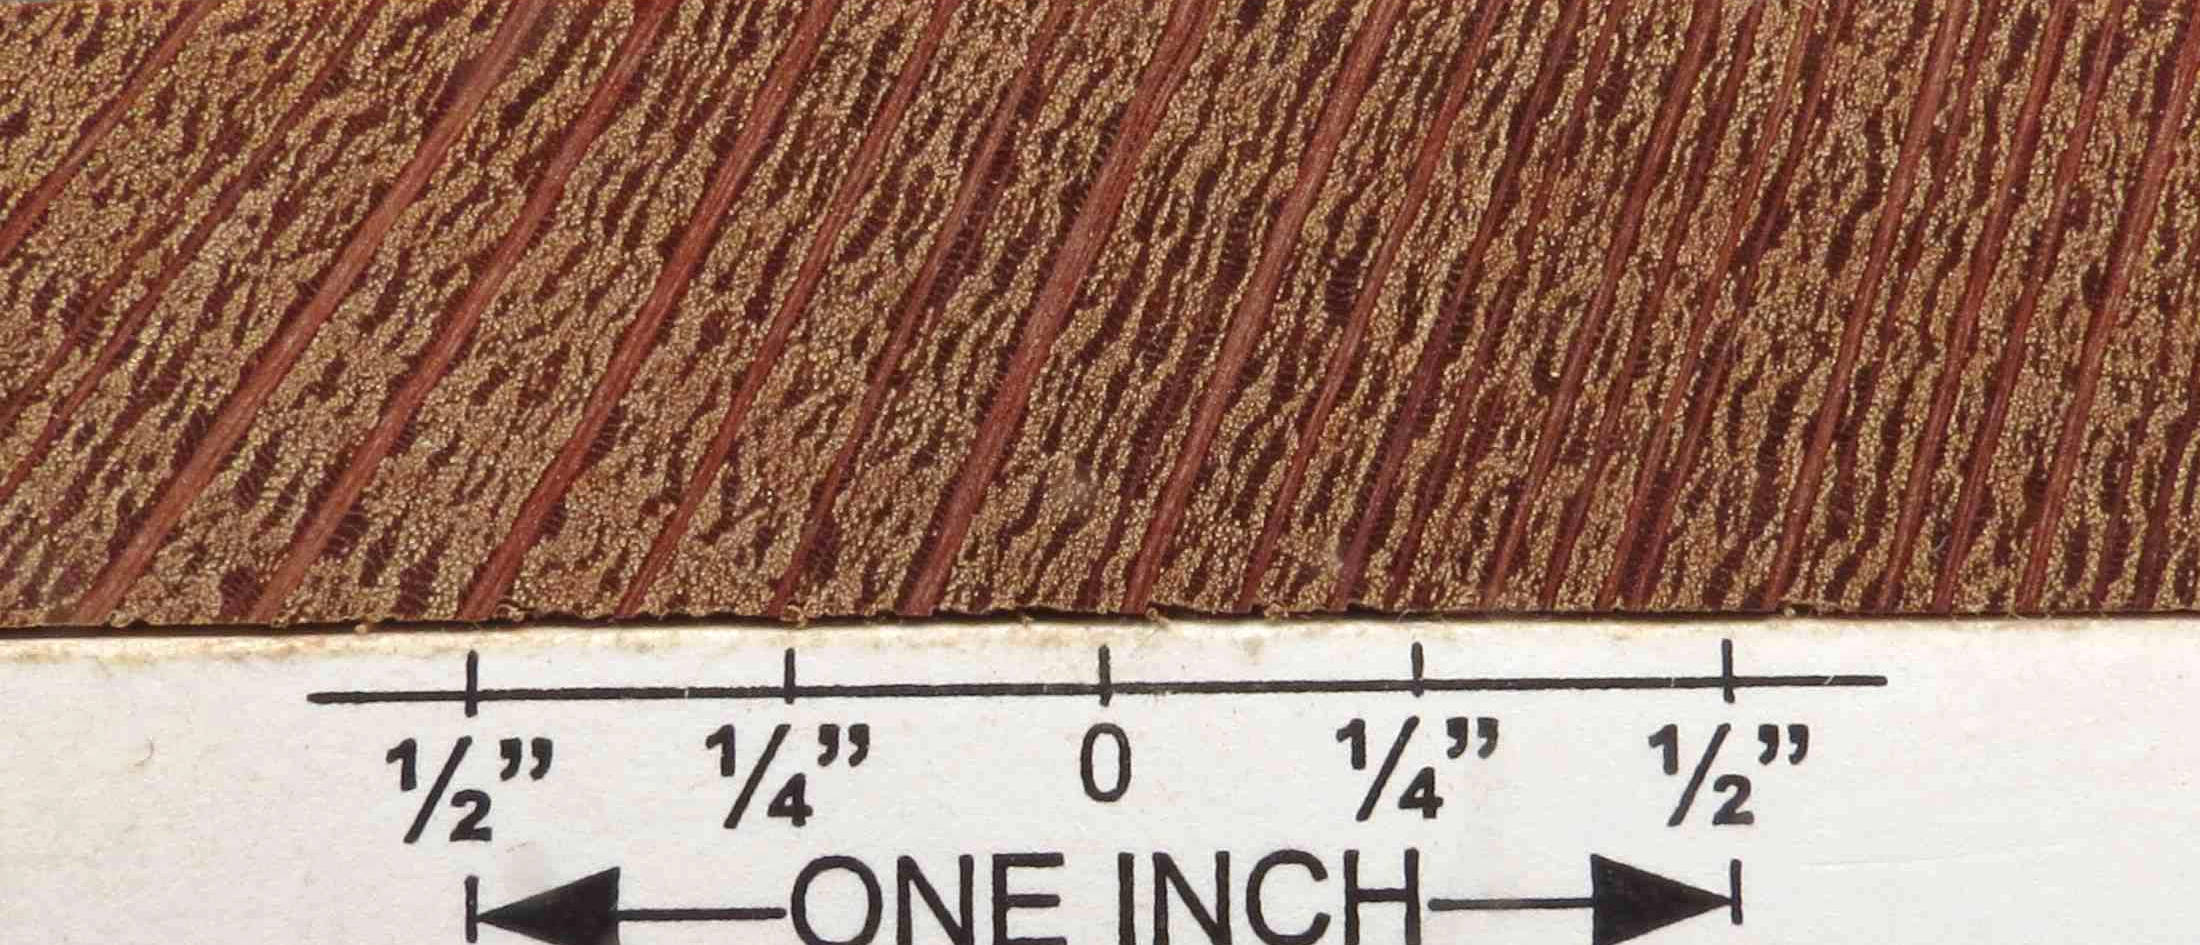 ½” ¼” 0 ¼” ½”
ONE INCH